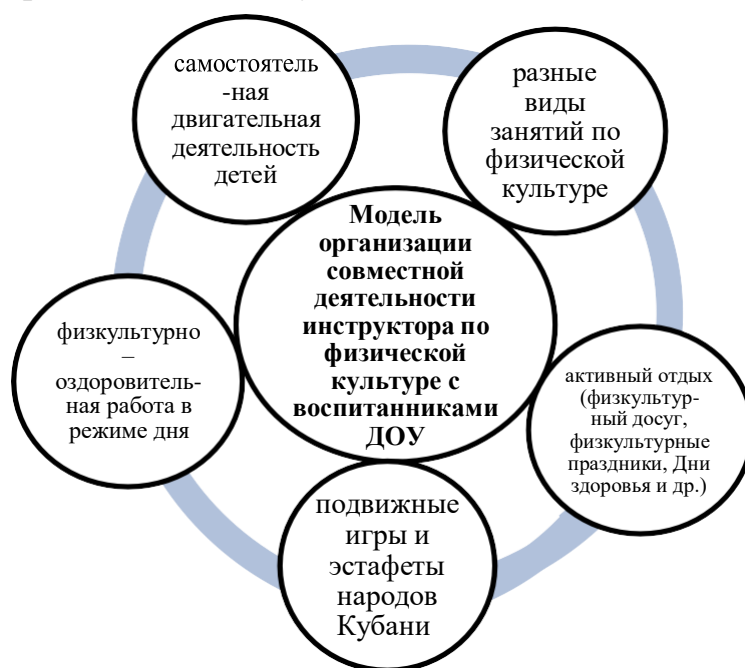 самостоятель
-ная
двигательная
деятельность
детей
разные
виды
занятий по
физической
культуре
Модель
организации
совместной
деятельности
инструктора по
физической
культуре с
воспитанниками
ДОУ
физкультурно
–
оздоровитель-
ная работа в
режиме дня
активный отдых
(физкультур-
ный досуг,
физкультурные
праздники, Дни
здоровья и др.)
подвижные
игры и
эстафеты
народов
Кубани